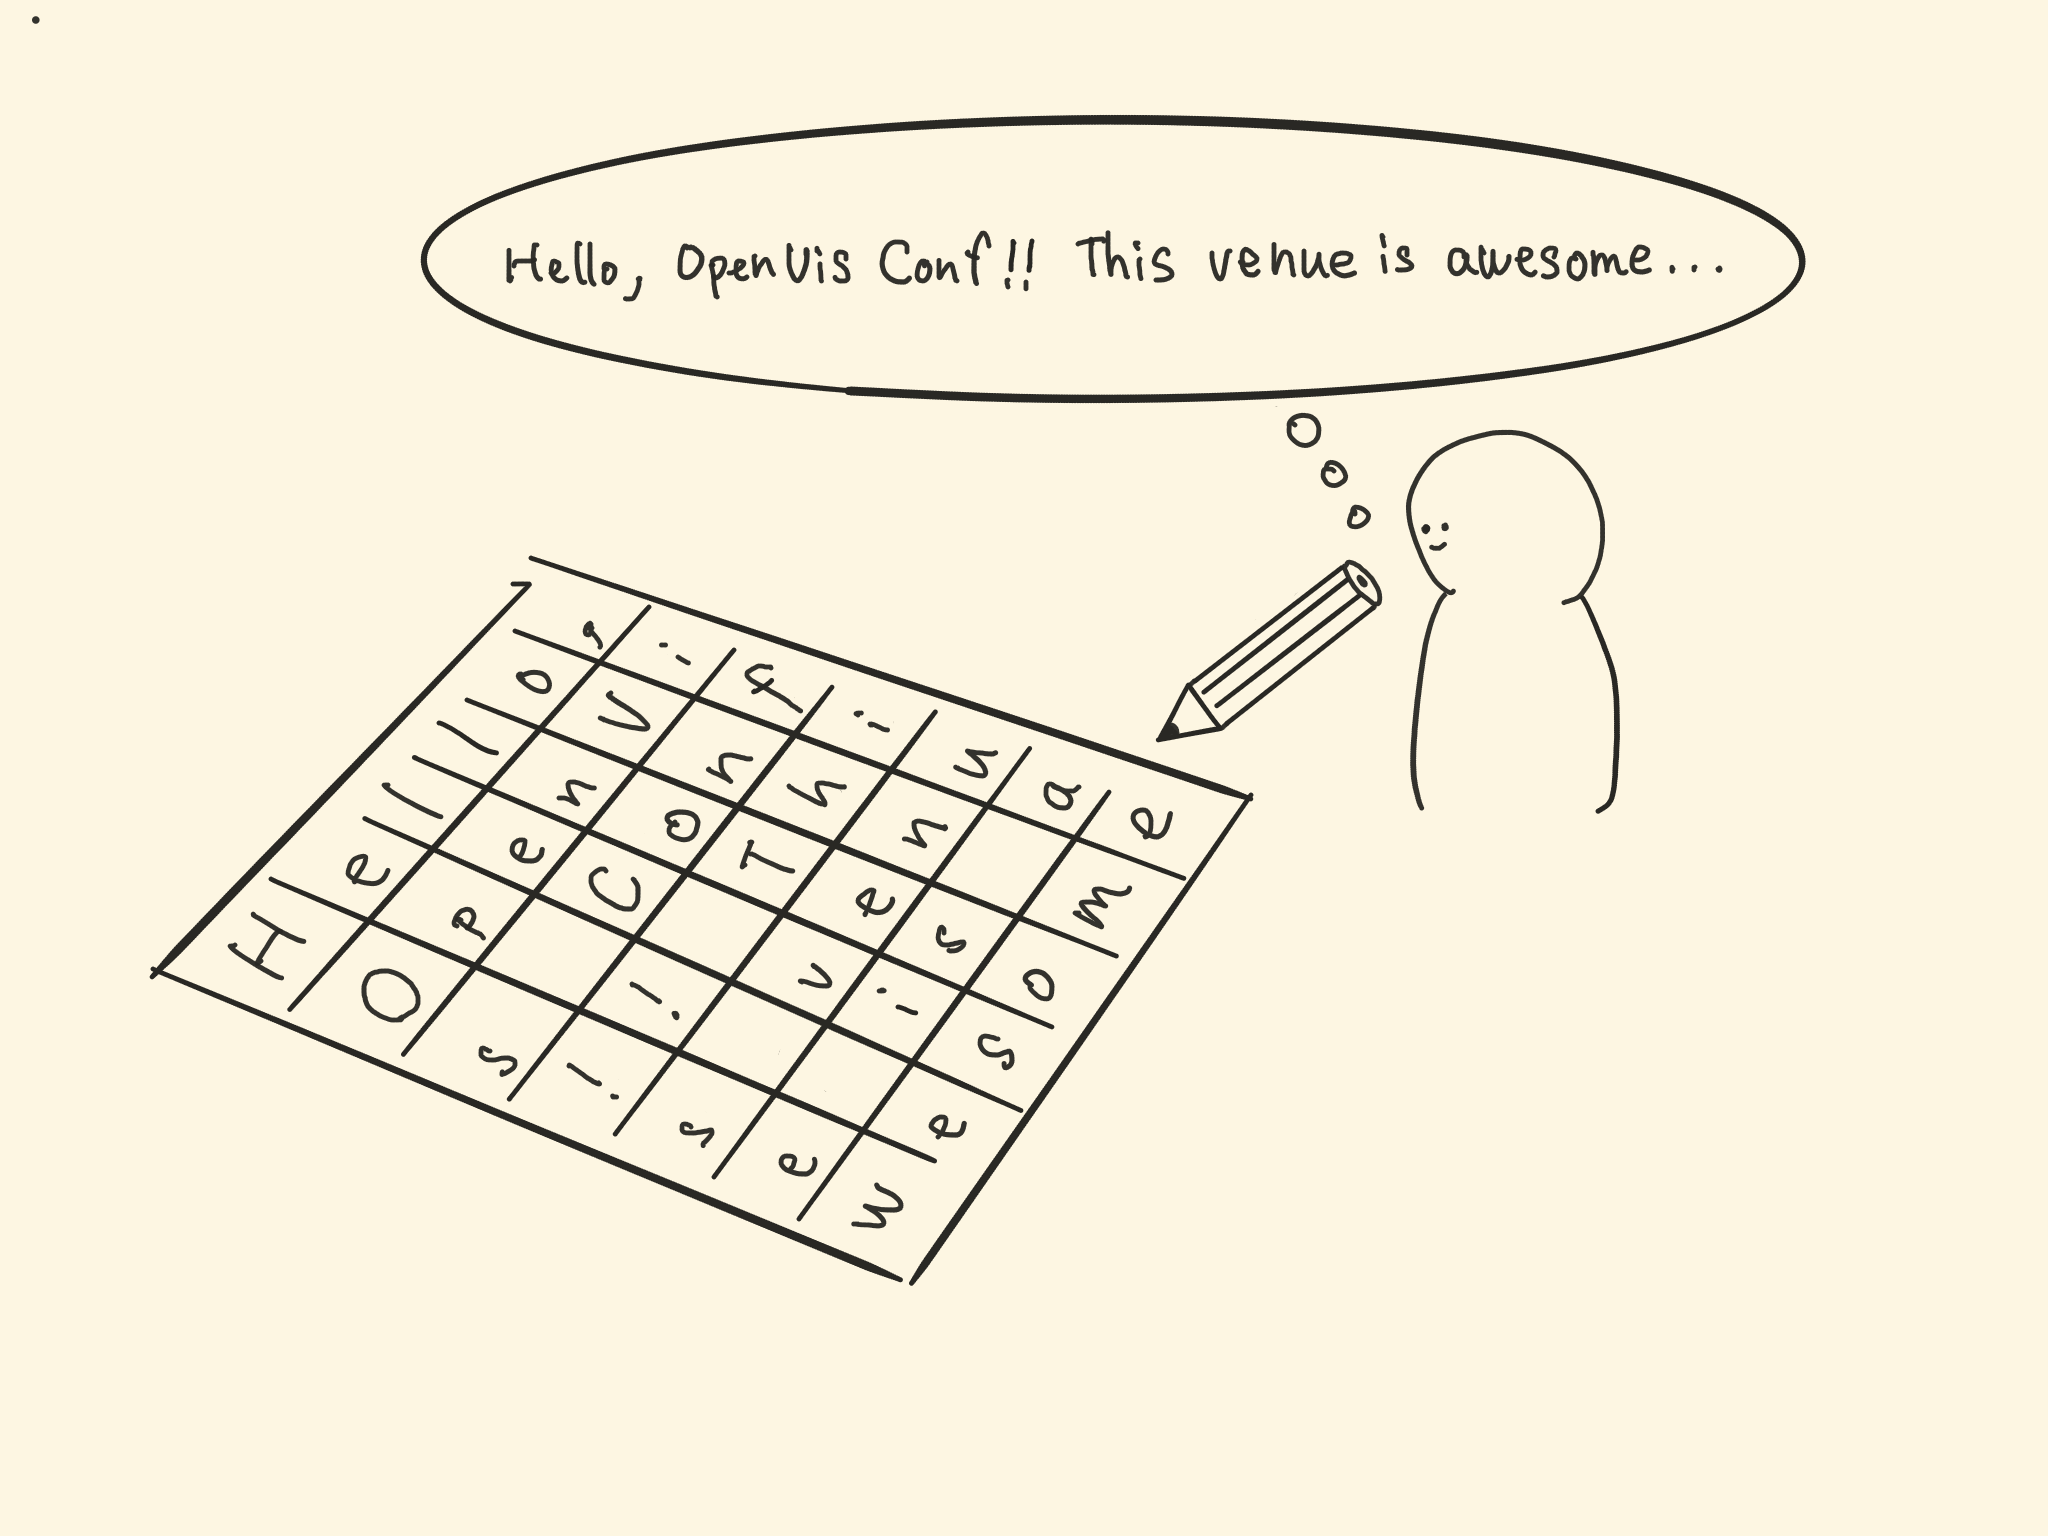 Hello, OpenVis Conf!! This venue is awesome...
H e l l o ,
O p e n V i
s C o n f
! ! T h i
s v e n u
e i s a
w e s o m e